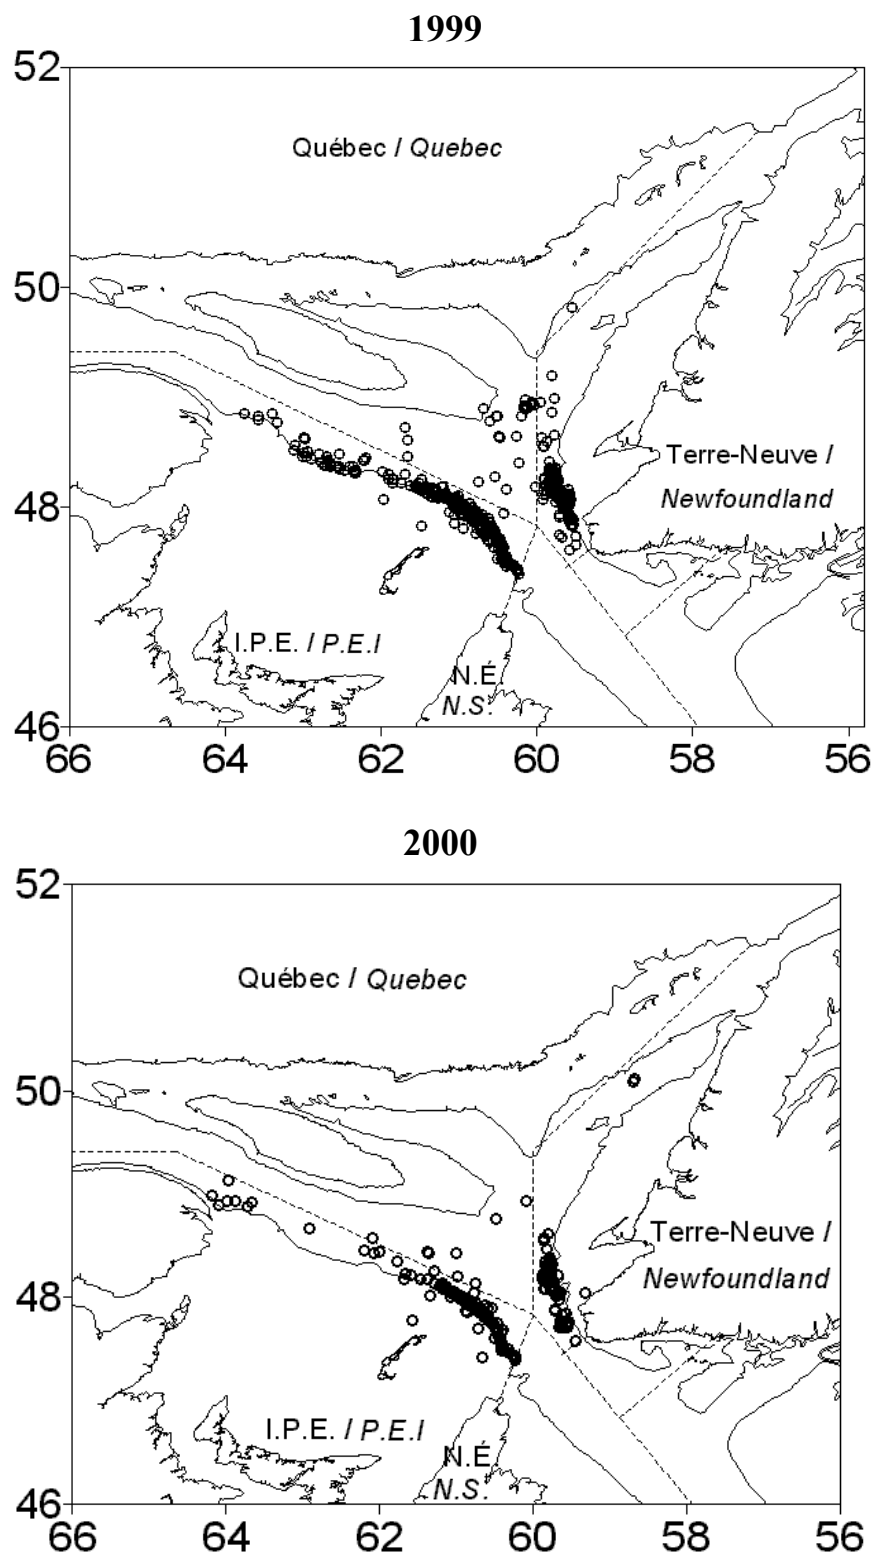 1999
52
Québec / Quebec
50
48
Terre-Neuve /
Newfoundland
I.P.E. / P.E.I
N.É.
N.S.
46
66 64 62 60 58 56
2000
52
Québec / Quebec
50
Terre-Neuve /
Newfoundland
48
I.P.E. / P.E.I
N.É.
N.S.
46
66 64 62 60 58 56